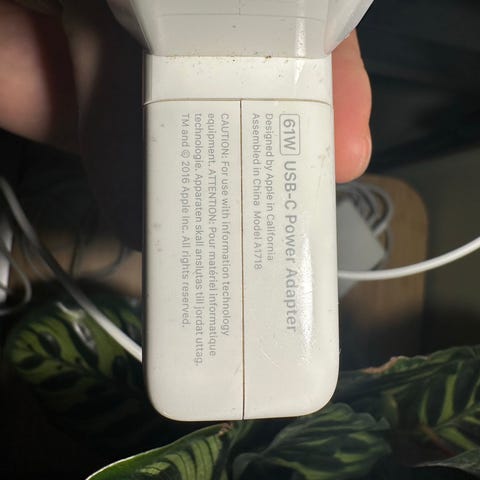 61W USB-C Power Adapter
Designed by Apple in California
Assembled in China Model A1718
CAUTION: For use with information technology
equipment. ATTENTION: Pour matériel informatique
technologie. Apparaten skall anslutas till jordat uttag.
TM and © 2016 Apple Inc. All rights reserved.